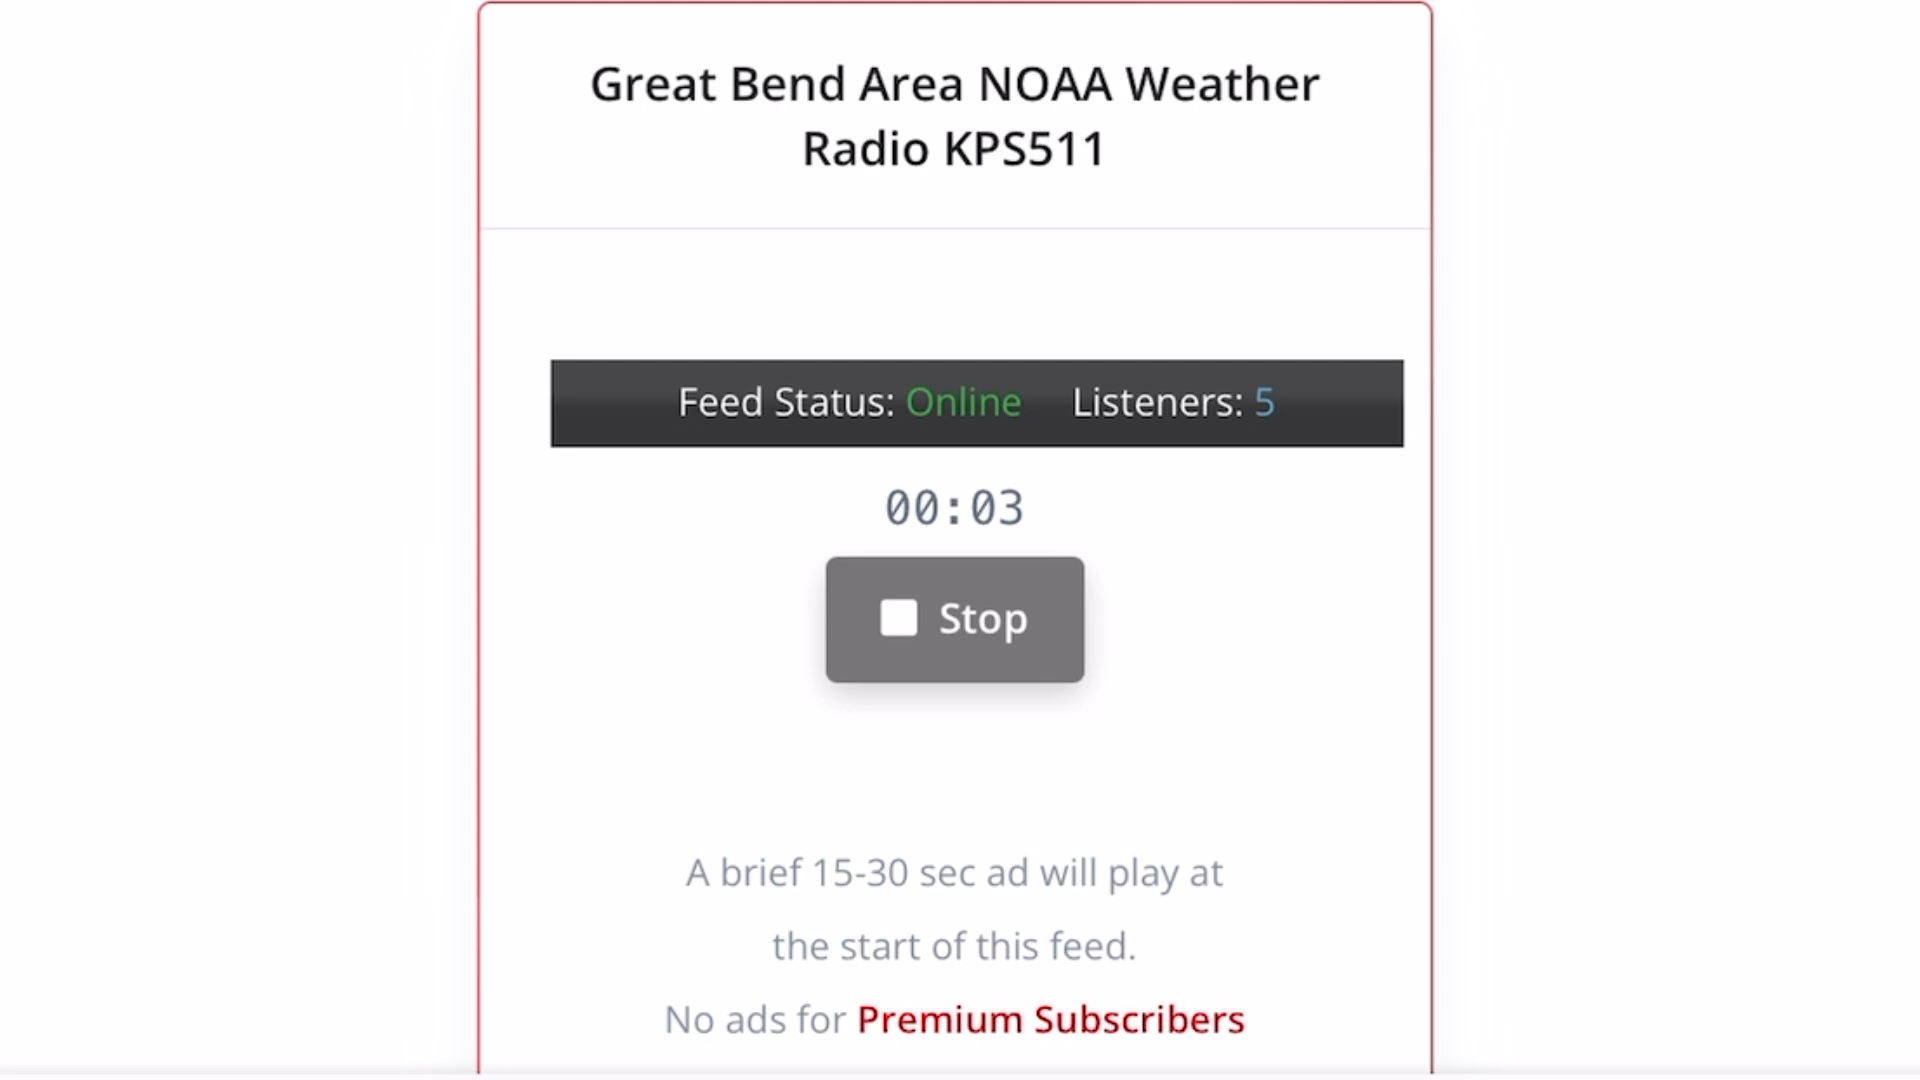 Great Bend Area NOAA Weather
Radio KPS511
Feed Status: Online Listeners: 5
00:03
Stop
A brief 15-30 sec ad will play at
the start of this feed.
No ads for Premium Subscribers